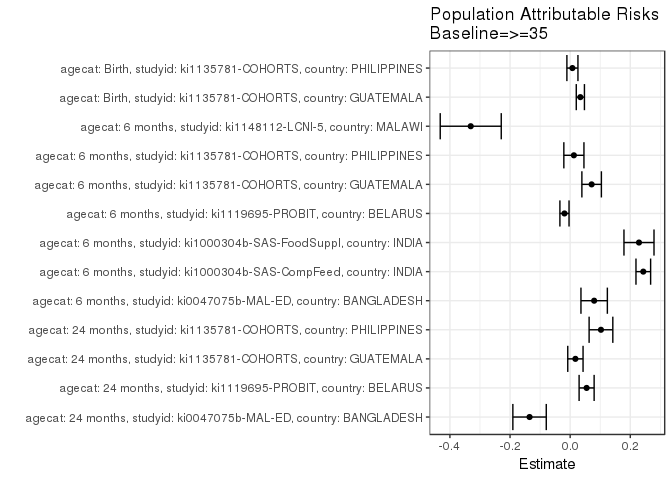 Population Attributable Risks
Baseline=>=35
agecat: Birth, studyid: ki1135781-COHORTS, country: PHILIPPINES
agecat: Birth, studyid: ki1135781-COHORTS, country: GUATEMALA
agecat: 6 months, studyid: ki1148112-LCNI-5, country: MALAWI
agecat: 6 months, studyid: ki1135781-COHORTS, country: PHILIPPINES
agecat: 6 months, studyid: ki1135781-COHORTS, country: GUATEMALA
agecat: 6 months, studyid: ki1119695-PROBIT, country: BELARUS
agecat: 6 months, studyid: ki1000304b-SAS-FoodSuppl, country: INDIA
agecat: 6 months, studyid: ki1000304b-SAS-CompFeed, country: INDIA
agecat: 6 months, studyid: ki0047075b-MAL-ED, country: BANGLADESH
agecat: 24 months, studyid: ki1135781-COHORTS, country: PHILIPPINES
agecat: 24 months, studyid: ki1135781-COHORTS, country: GUATEMALA
agecat: 24 months, studyid: ki1119695-PROBIT, country: BELARUS
agecat: 24 months, studyid: ki0047075b-MAL-ED, country: BANGLADESH
-0.4 -0.2 0.0 0.2
Estimate